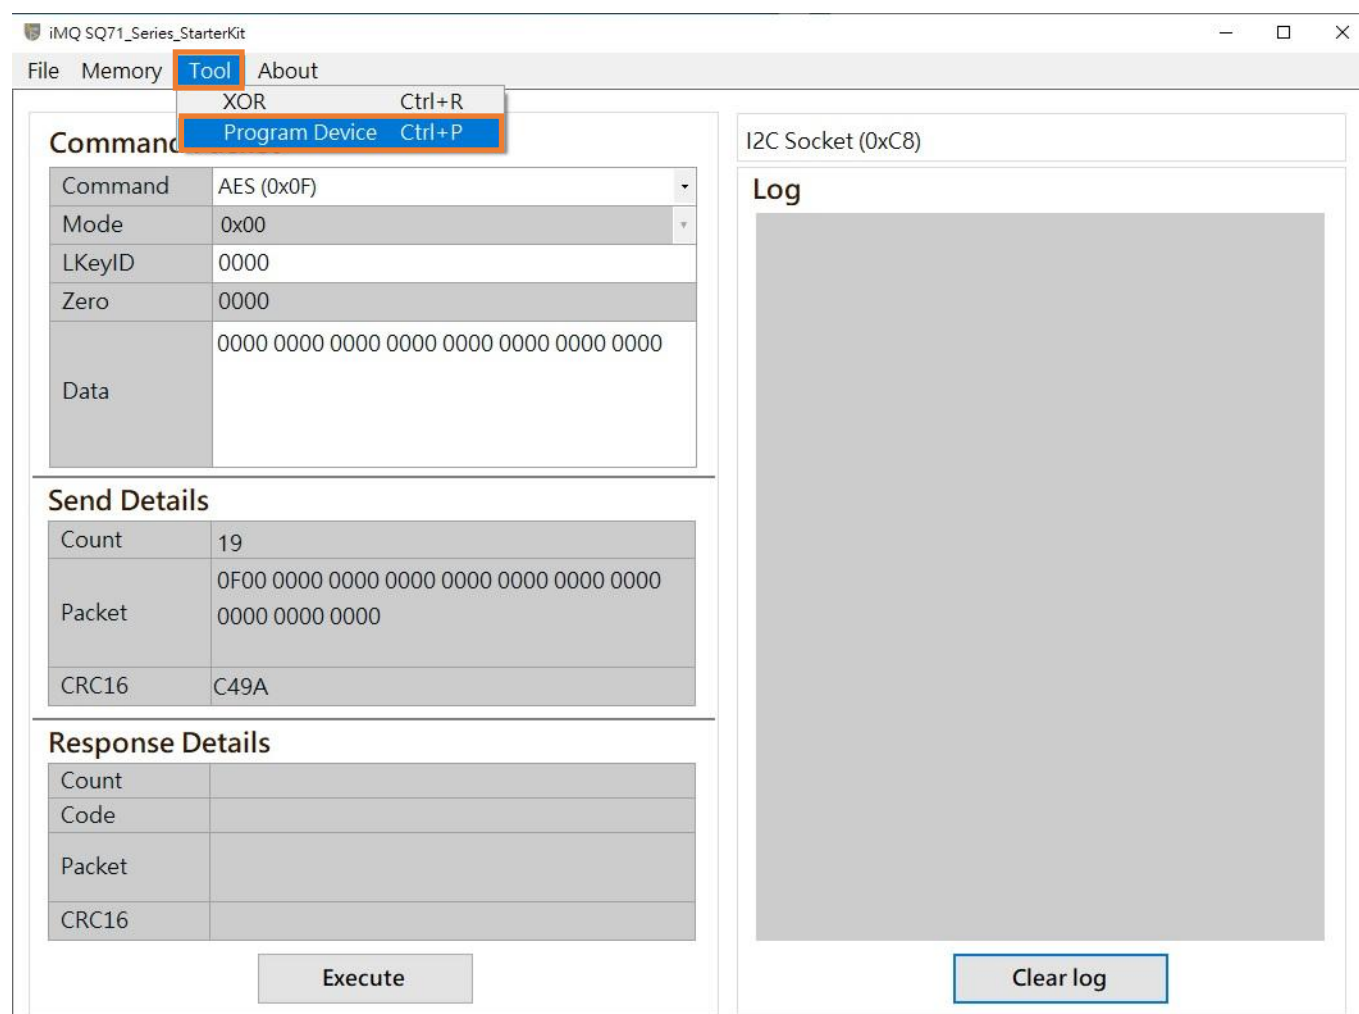 iMQ SQ71_Series_StarterKit
File Memory Tool About
XOR Ctrl+R
Program Device Ctrl+P
Command
Command AES (0x0F)
Mode 0x00
LKeyID 0000
Zero 0000
Data 0000 0000 0000 0000 0000 0000 0000 0000
Send Details
Count 19
Packet 0F00 0000 0000 0000 0000 0000 0000 0000
0000 0000 0000
CRC16 C49A
Response Details
Count
Code
Packet
CRC16
Execute
I2C Socket (0xC8)
Log
Clear log